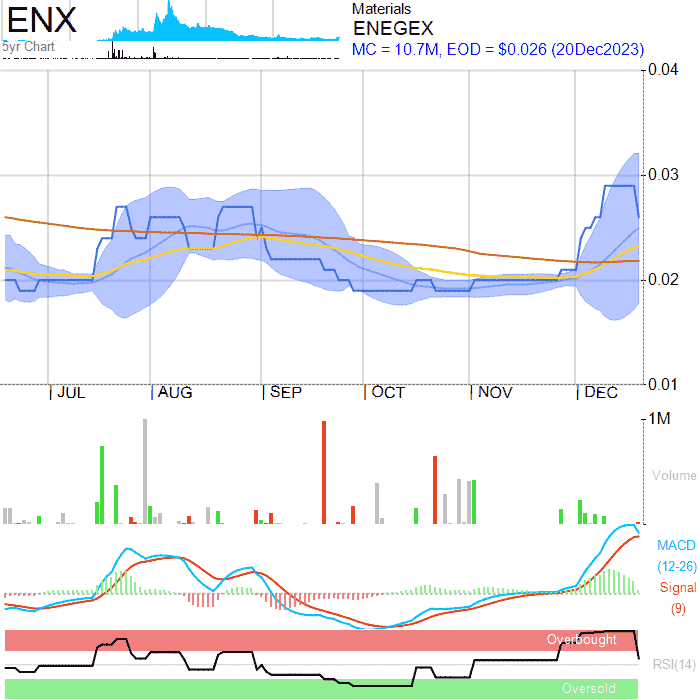 ENX
5yr Chart
Materials
ENEGEX
MC = 10.7M, EOD = $0.026 (20Dec2023)
0.04
0.03
0.02
0.01
JUL AUG SEP OCT NOV DEC
1M
Volume
MACD
(12-26)
Signal
(9)
Overbought
RSI(14)
Oversold